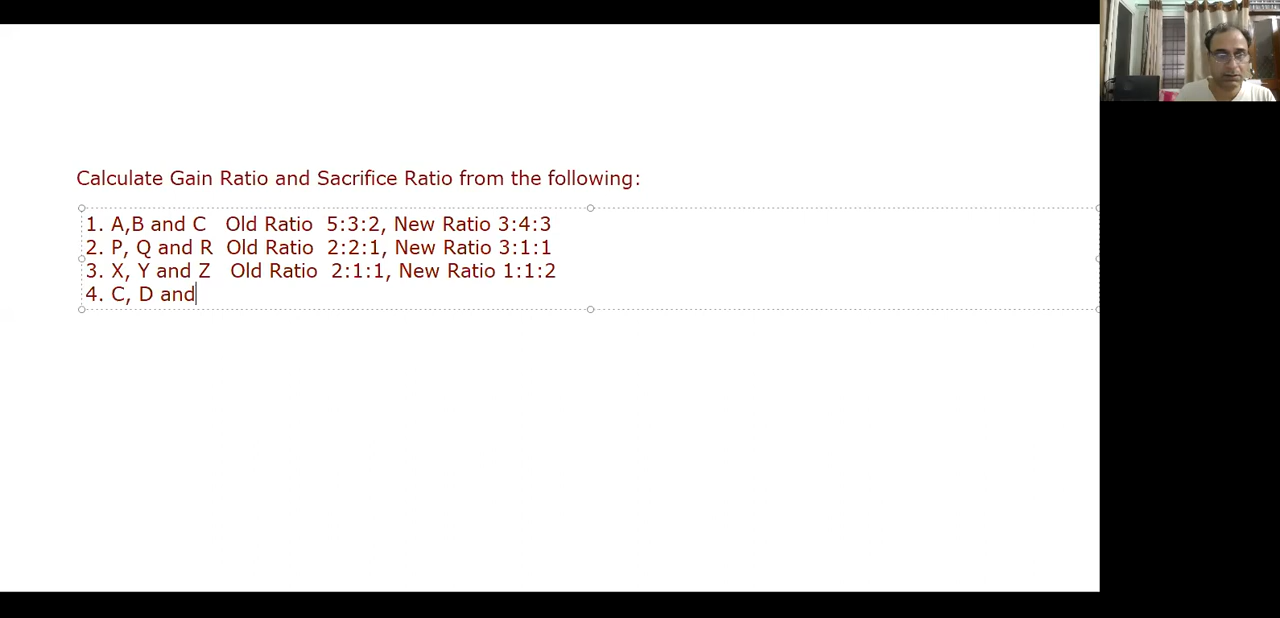 Calculate Gain Ratio and Sacrifice Ratio from the following:
1. A,B and C Old Ratio 5:3:2, New Ratio 3:4:3
2. P, Q and R Old Ratio 2:2:1, New Ratio 3:1:1
3. X, Y and Z Old Ratio 2:1:1, New Ratio 1:1:2
4. C, D and